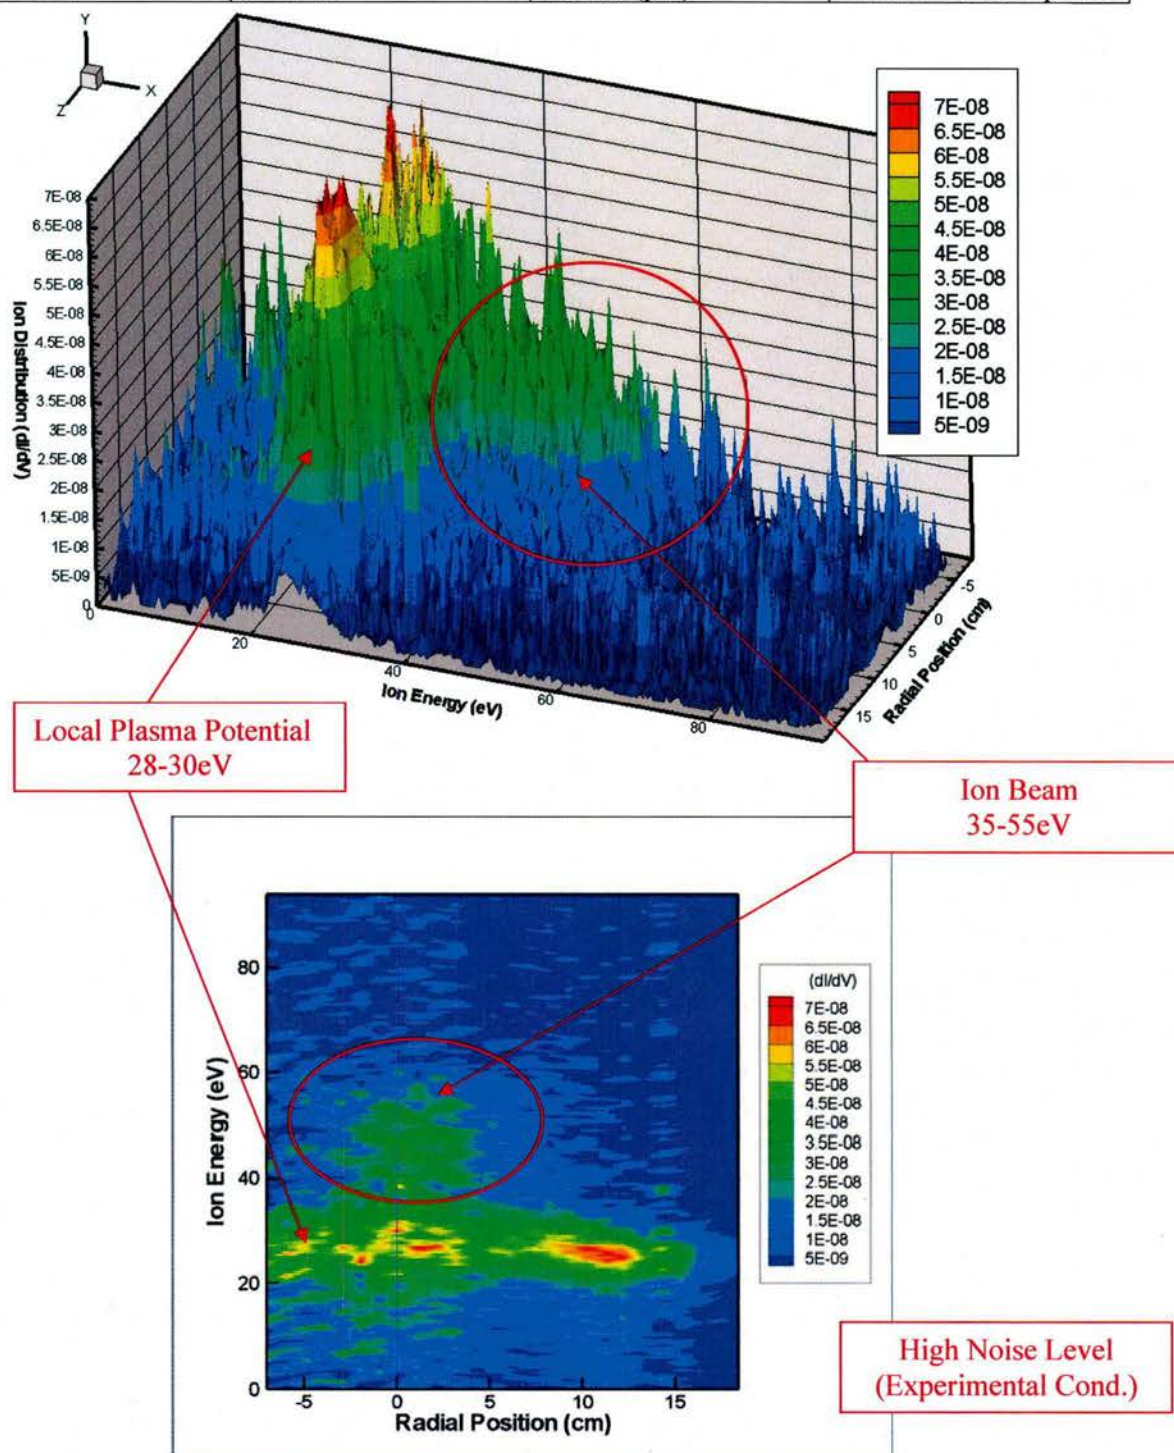 Y
X
Z
7E-08
6.5E-08
6E-08
5.5E-08
5E-08
4.5E-08
4E-08
3.5E-08
3E-08
2.5E-08
2E-08
1.5E-08
1E-08
5E-09
7E-08
6.5E-08
6E-08
5.5E-08
5E-08
4.5E-08
4E-08
3.5E-08
3E-08
2.5E-08
2E-08
1.5E-08
1E-08
5E-09
0
Ion Distribution (dI/dV)
0
20
40
60
80
Ion Energy (eV)
-5
0
5
10
15
Radial Position (cm)
Local Plasma Potential
28-30eV
Ion Beam
35-55eV
80
60
40
20
0
Ion Energy (eV)
-5
0
5
10
15
Radial Position (cm)
(dI/dV)
7E-08
6.5E-08
6E-08
5.5E-08
5E-08
4.5E-08
4E-08
3.5E-08
3E-08
2.5E-08
2E-08
1.5E-08
1E-08
5E-09
High Noise Level
(Experimental Cond.)